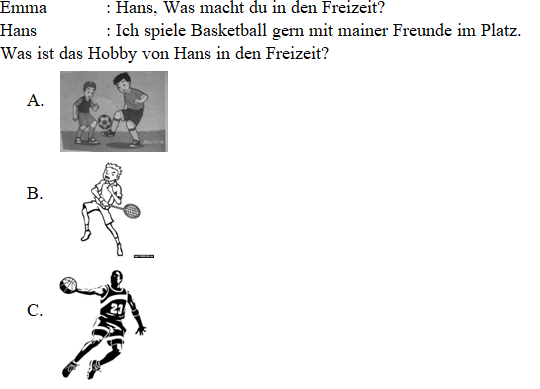 Emma : Hans, Was macht du in den Freizeit?
Hans : Ich spiele Basketball gern mit mainer Freunde im Platz.
Was ist das Hobby von Hans in den Freizeit?
A.
B.
C.
21